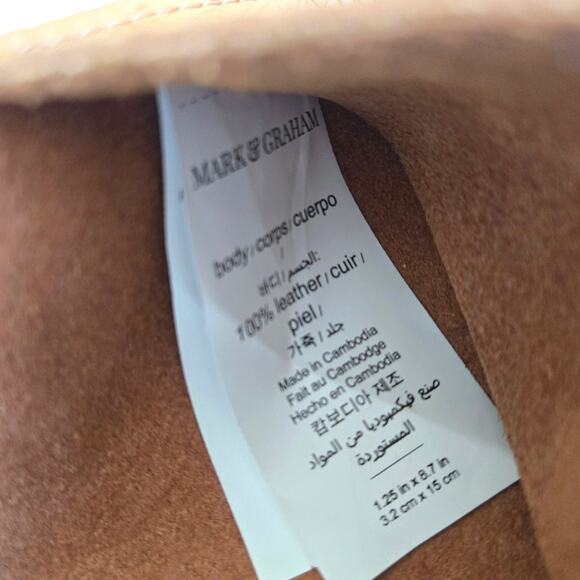 MARK & GRAHAM
body / corps / cuerpo
/
바디 / الجسم:
100% leather / cuir /
piel /
가죽 / جلد
Made in Cambodia
Fait au Cambodge
Hecho en Cambodia
캄보디아 제조
صنع في كمبوديا من المواد
المستوردة
1.25 in x 8.7 in
3.2 cm x 15 cm